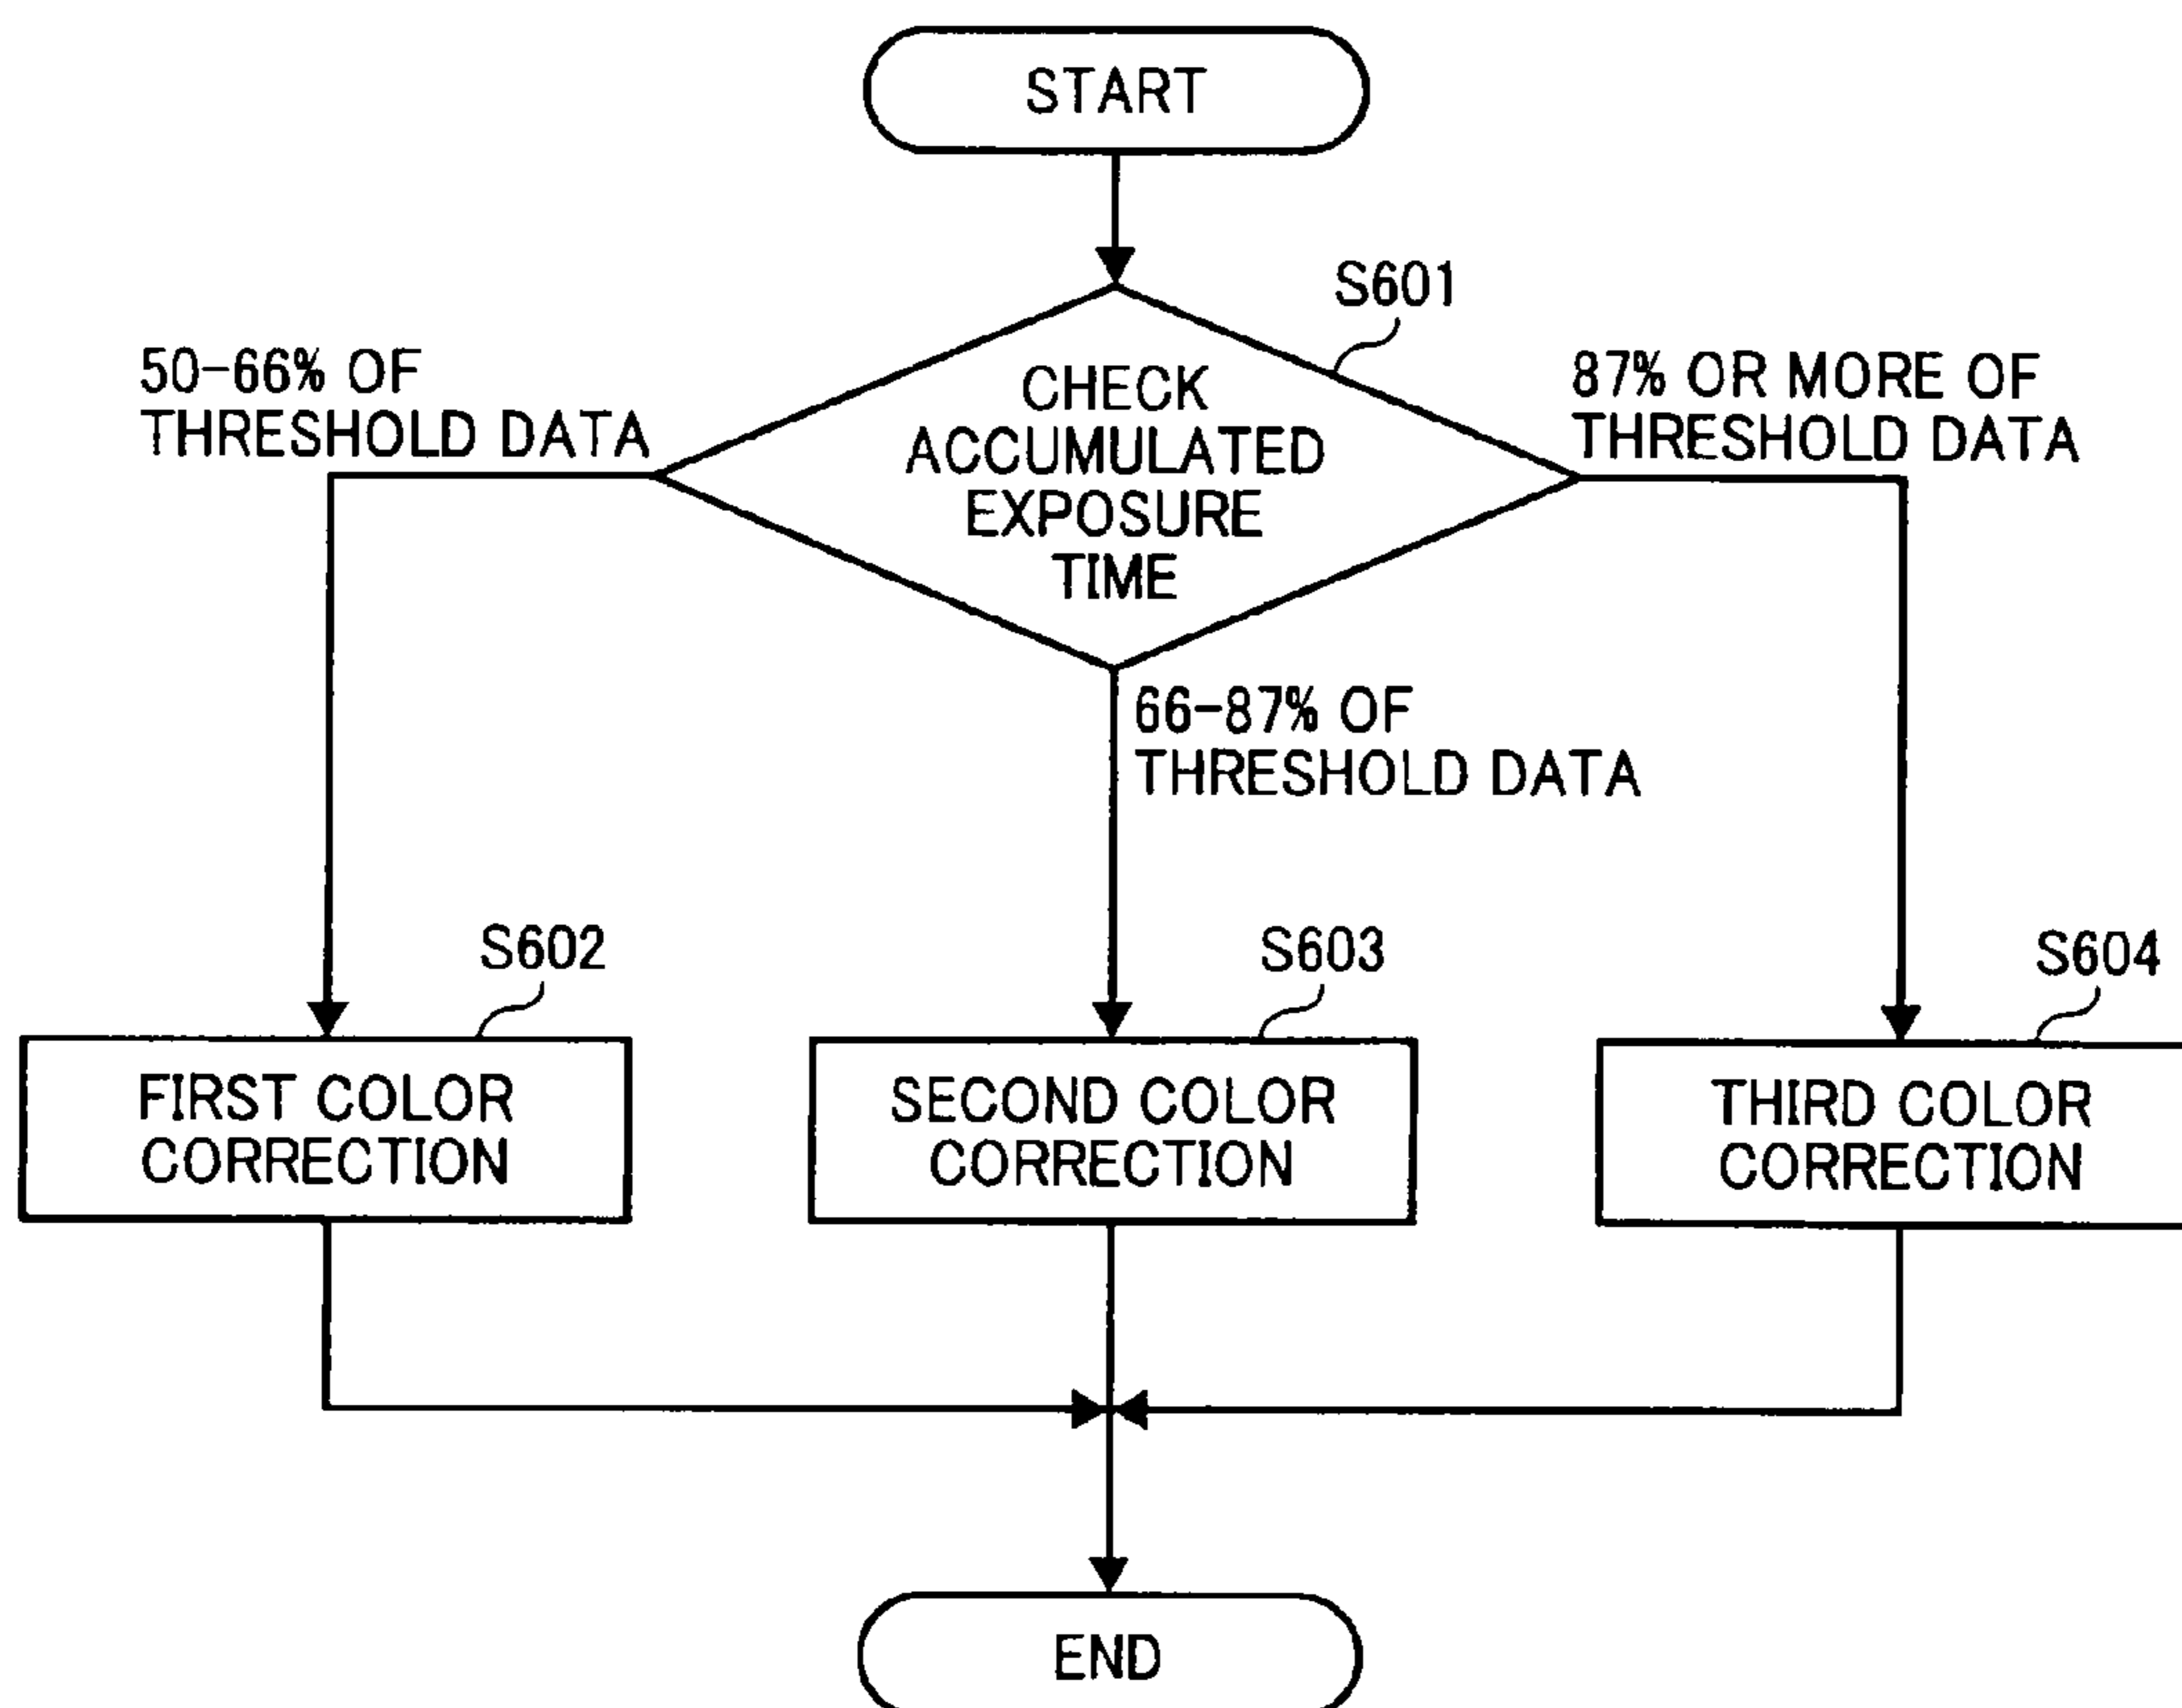 START
S601
CHECK
ACCUMULATED
EXPOSURE
TIME
50-66% OF
THRESHOLD DATA
87% OR MORE OF
THRESHOLD DATA
66-87% OF
THRESHOLD DATA
S602
FIRST COLOR
CORRECTION
S603
SECOND COLOR
CORRECTION
S604
THIRD COLOR
CORRECTION
END